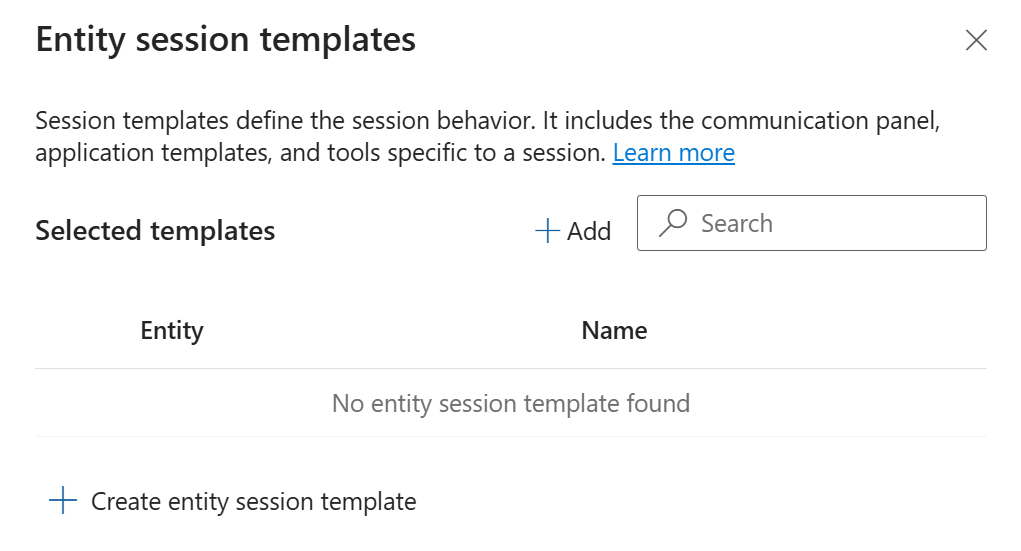 Entity session templates
Session templates define the session behavior. It includes the communication panel,
application templates, and tools specific to a session. Learn more
Selected templates
Add
Search
Entity
Name
No entity session template found
Create entity session template